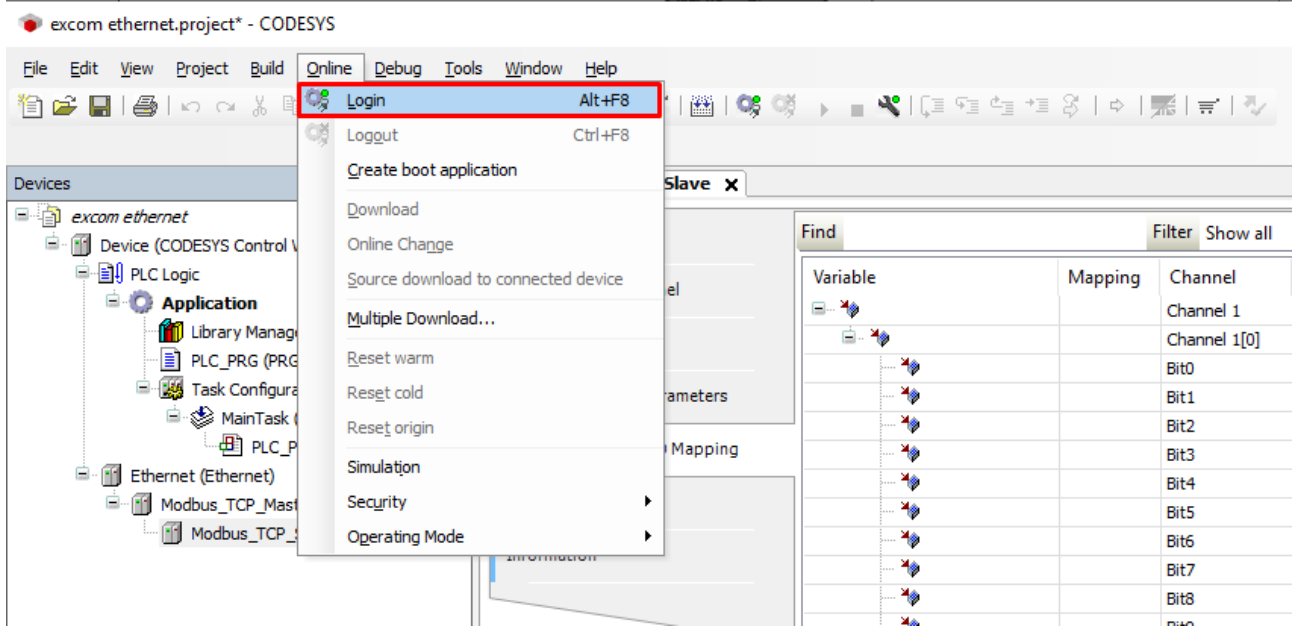 excom ethernet.project* - CODESYS
File Edit View Project Build Online Debug Tools Window Help
Login Alt+F8
Logout Ctrl+F8
Create boot application
Download
Online Change
Source download to connected device
Multiple Download...
Reset warm
Reset cold
Reset origin
Simulation
Security
Operating Mode
Devices
excom ethernet
Device (CODESYS Control
PLC Logic
Application
Library Manag
PLC_PRG (PRG
Task Configura
MainTask (
PLC_P
Ethernet (Ethernet)
Modbus_TCP_Mast
Modbus_TCP_
Slave
el
rameters
Mapping
Information
Find Filter Show all
Variable Mapping Channel
Channel 1
Channel 1[0]
Bit0
Bit1
Bit2
Bit3
Bit4
Bit5
Bit6
Bit7
Bit8
Bit9